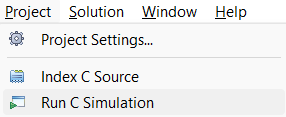 Project Solution Window Help
Project Settings...
Index C Source
Run C Simulation